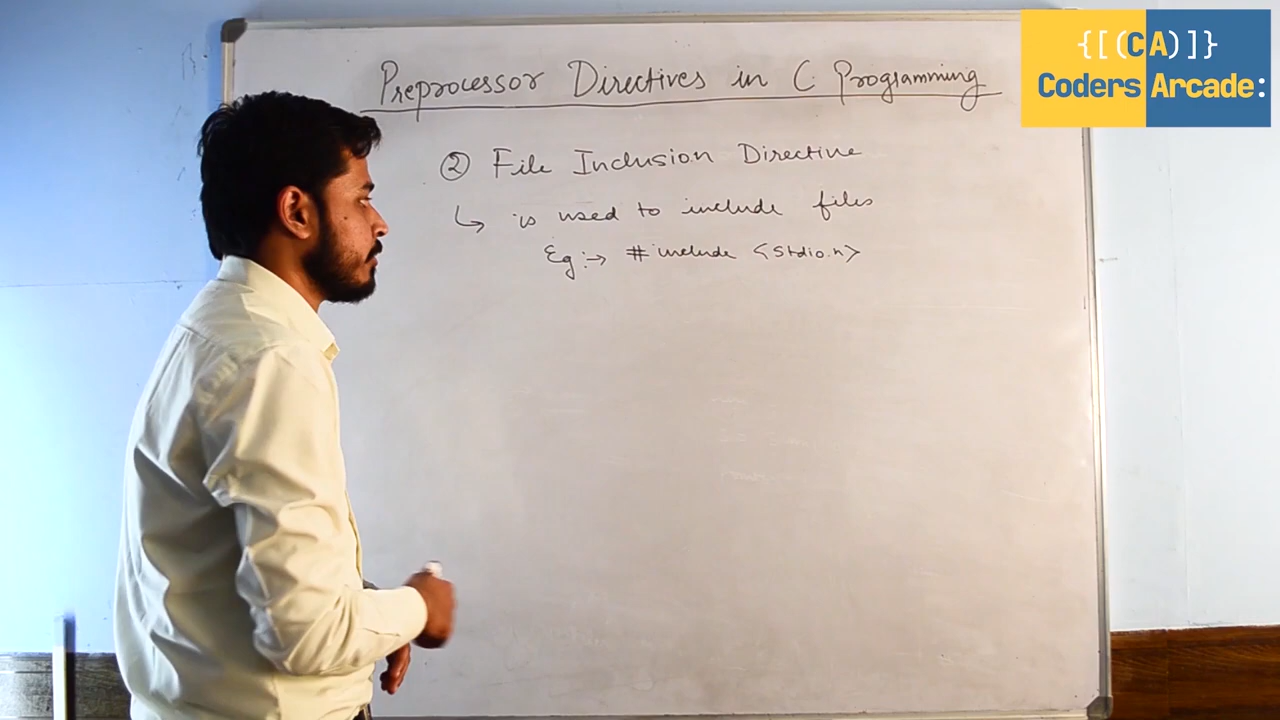 {[(CA)]}
Coders Arcade:
Preprocessor Directives in C Programming
② File Inclusion Directive
↳ is used to include files
Eg:→ #include <Stdio.h>